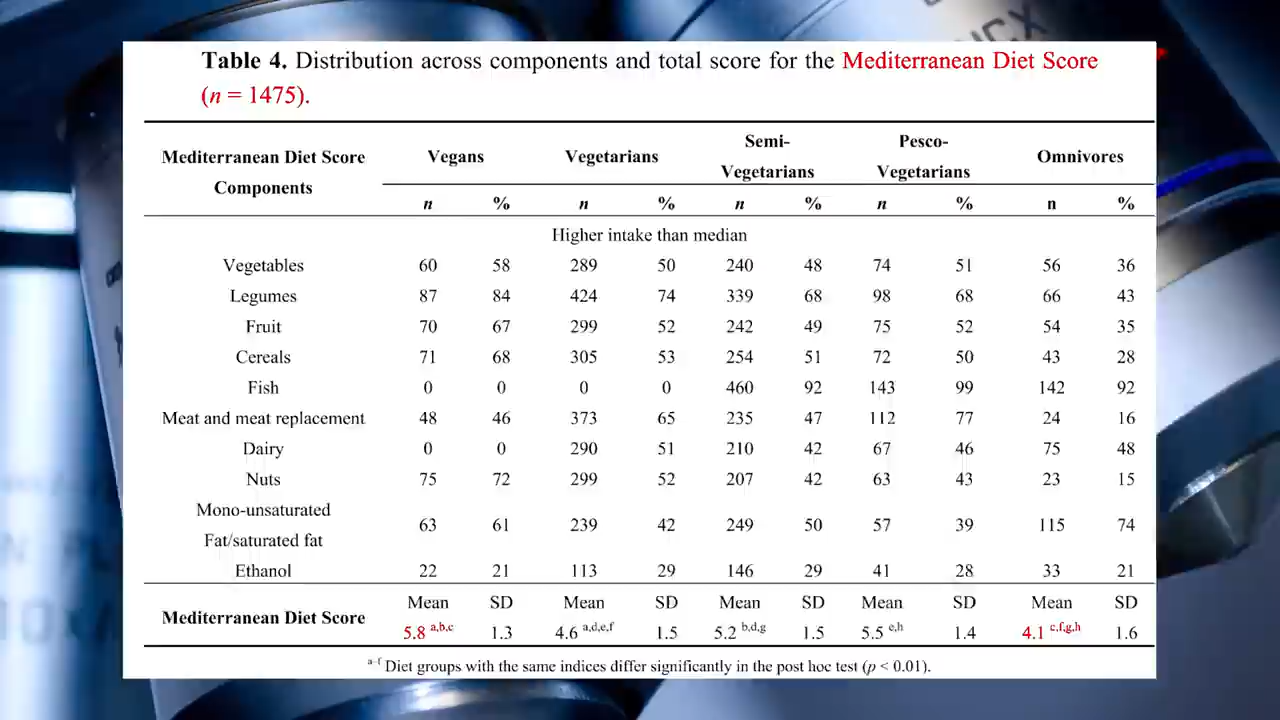 Table 4. Distribution across components and total score for the Mediterranean Diet Score
(n = 1475).
Mediterranean Diet Score Components Vegans Vegetarians Semi-Vegetarians Pesco-Vegetarians Omnivores
n % n % n % n % n %
Higher intake than median
Vegetables 60 58 289 50 240 48 74 51 56 36
Legumes 87 84 424 74 339 68 98 68 66 43
Fruit 70 67 299 52 242 49 75 52 54 35
Cereals 71 68 305 53 254 51 72 50 43 28
Fish 0 0 0 0 460 92 143 99 142 92
Meat and meat replacement 48 46 373 65 235 47 112 77 24 16
Dairy 0 0 290 51 210 42 67 46 75 48
Nuts 75 72 299 52 207 42 63 43 23 15
Mono-unsaturated Fat/saturated fat 63 61 239 42 249 50 57 39 115 74
Ethanol 22 21 113 29 146 29 41 28 33 21
Mediterranean Diet Score Mean SD Mean SD Mean SD Mean SD Mean SD
5.8 a,b,c 1.3 4.6 a,d,e,f 1.5 5.2 b,d,g 1.5 5.5 e,h 1.4 4.1 c,f,g,h 1.6
a–f Diet groups with the same indices differ significantly in the post hoc test (p < 0.01).